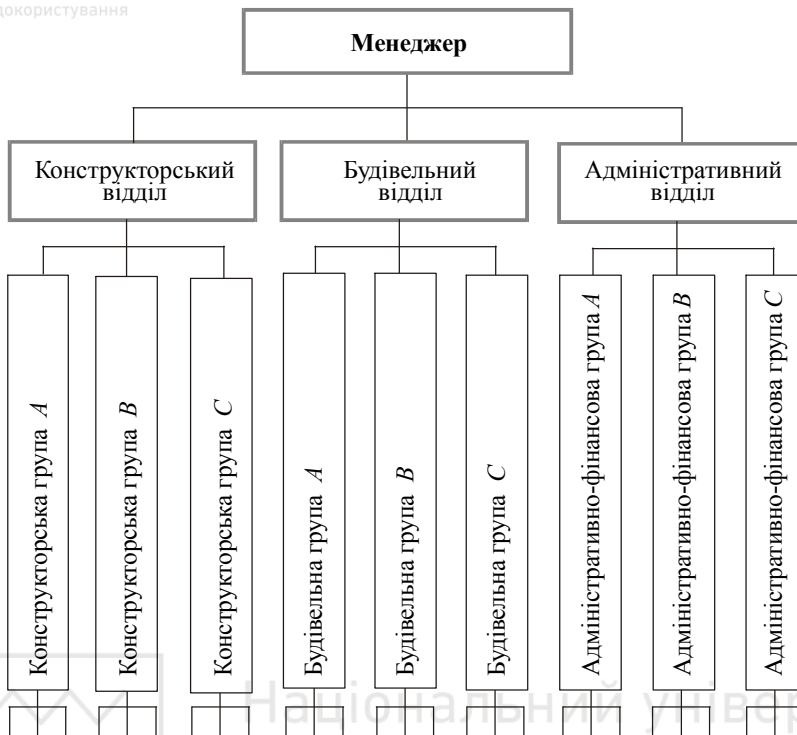 докористування
Менеджер
Конструкторський
відділ
Будівельний
відділ
Адміністративний
відділ
Конструкторська група A
Конструкторська група B
Конструкторська група C
Будівельна група A
Будівельна група B
Будівельна група C
Адміністративно-фінансова група A
Адміністративно-фінансова група B
Адміністративно-фінансова група C
Національний